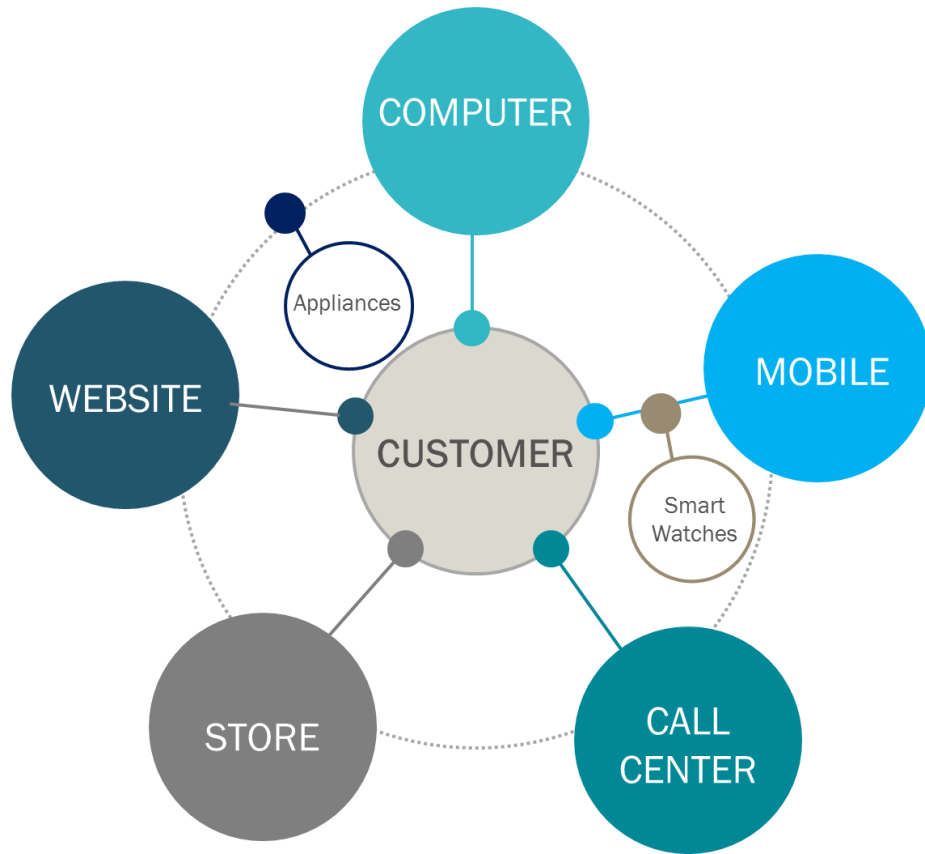 COMPUTER
Appliances
WEBSITE
MOBILE
CUSTOMER
Smart
Watches
STORE
CALL
CENTER